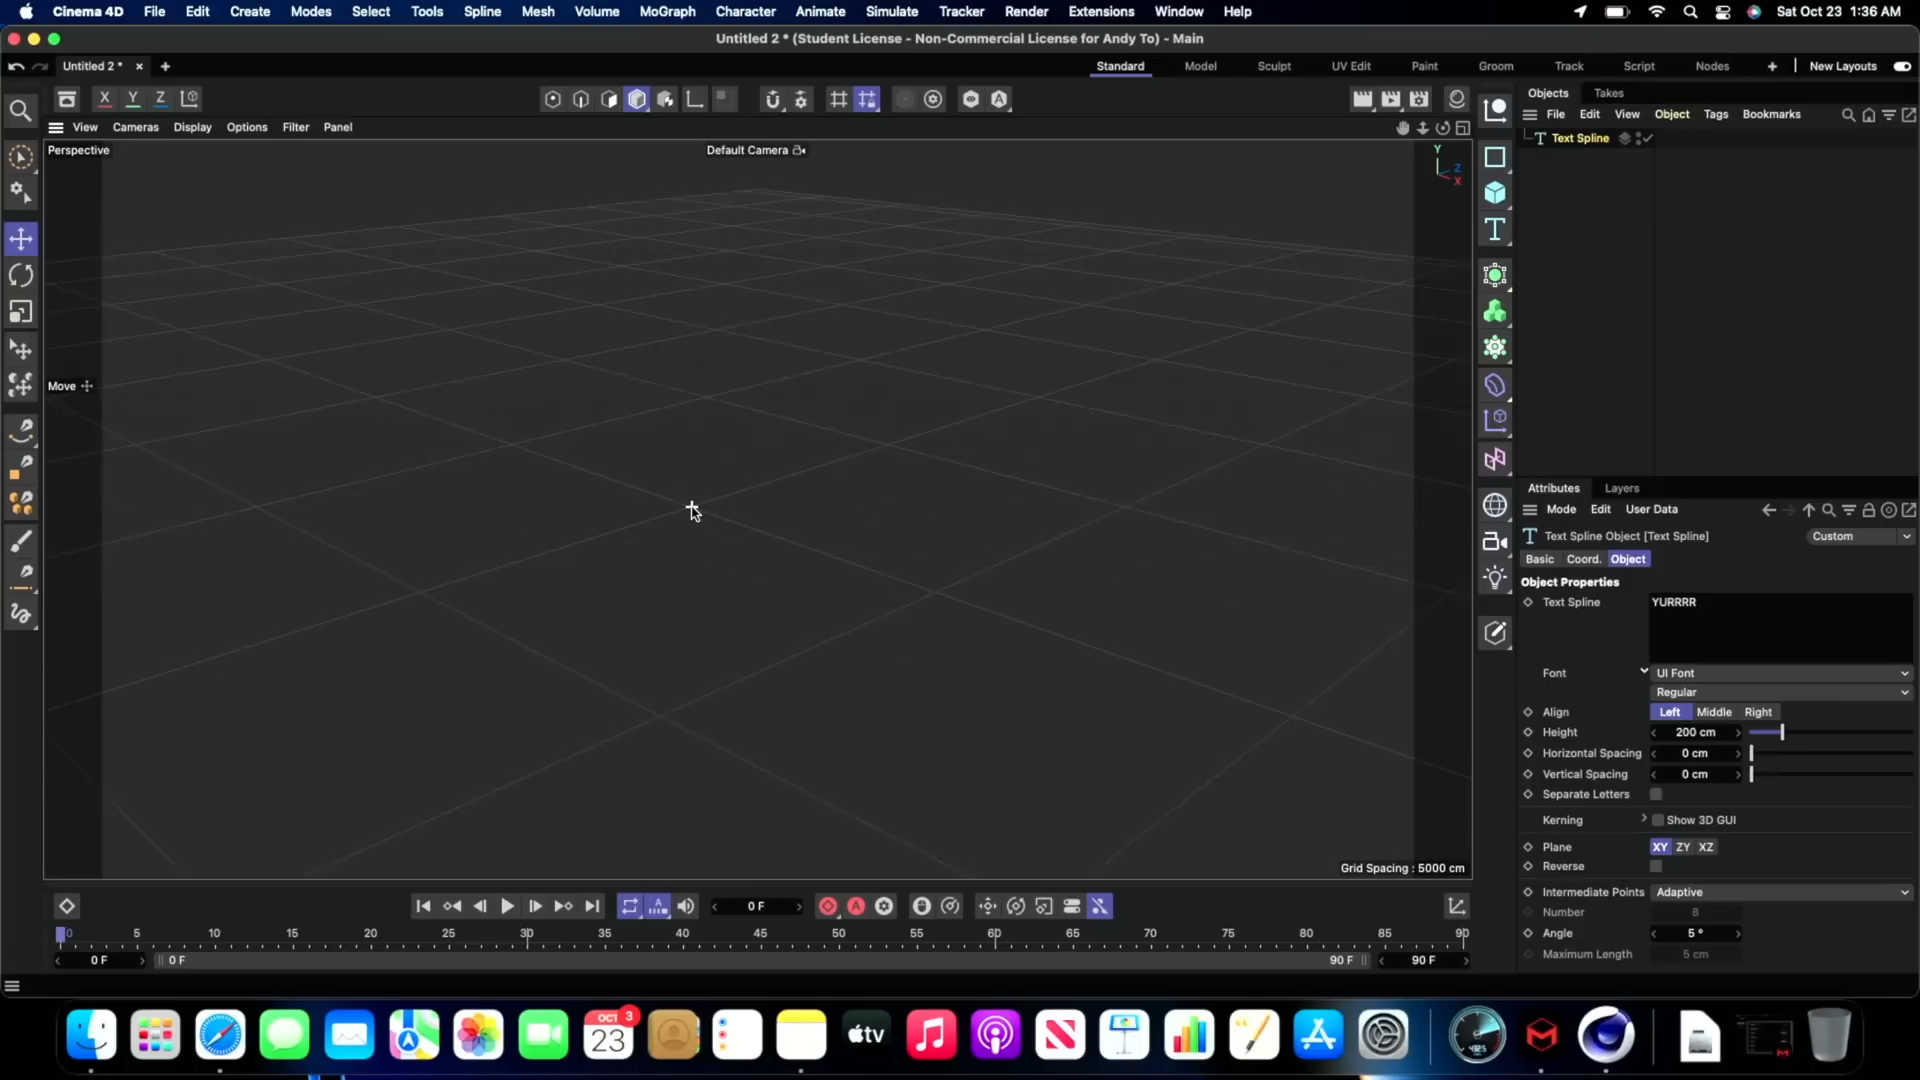 Cinema 4D File Edit Create Modes Select Tools Spline Mesh Volume MoGraph Character Animate Simulate Tracker Render Extensions Window Help Sat Oct 23 1:36 AM
Untitled 2 * (Student License - Non-Commercial License for Andy To) - Main
Untitled 2 * × + Standard Model Sculpt UV Edit Paint Groom Track Script Nodes + New Layouts
X Y Z
Objects Takes
File Edit View Object Tags Bookmarks
View Cameras Display Options Filter Panel
Text Spline
Perspective Default Camera
Y
Z
X
Move
Attributes Layers
Mode Edit User Data
Text Spline Object [Text Spline] Custom
Basic Coord. Object
Object Properties
Text Spline YURRRR
Font UI Font
Regular
Align Left Middle Right
Height 200 cm
Horizontal Spacing 0 cm
Vertical Spacing 0 cm
Separate Letters
Kerning Show 3D GUI
Plane XY ZY XZ
Reverse
Intermediate Points Adaptive
Number 8
Angle 5 °
Maximum Length 5 cm
Grid Spacing : 5000 cm
0 F
0 5 10 15 20 25 30 35 40 45 50 55 60 65 70 75 80 85 90
0 F 0 F 90 F 90 F
OCT
23
3
tv